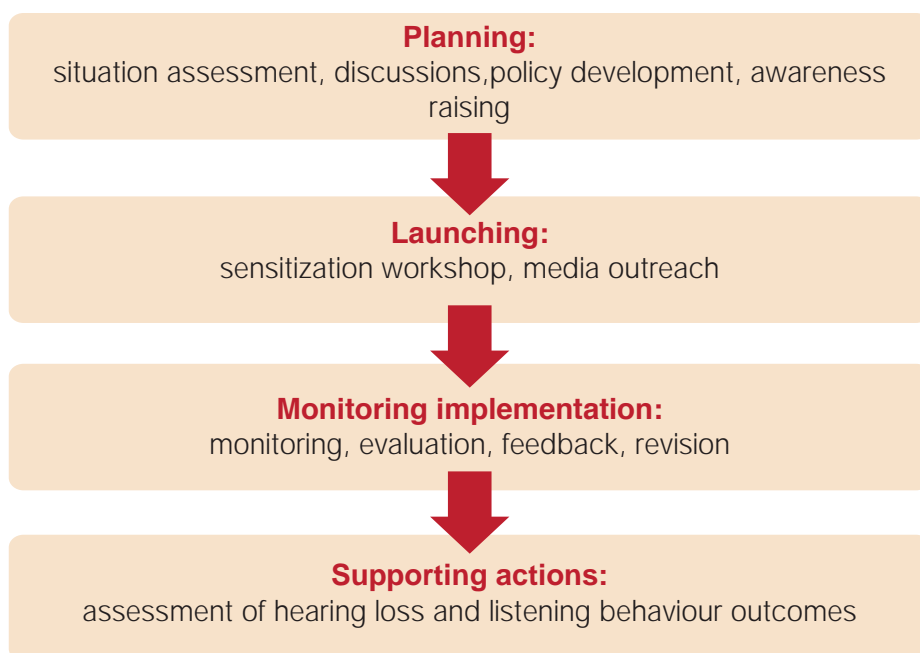 Planning:
situation assessment, discussions,policy development, awareness
raising
Launching:
sensitization workshop, media outreach
Monitoring implementation:
monitoring, evaluation, feedback, revision
Supporting actions:
assessment of hearing loss and listening behaviour outcomes